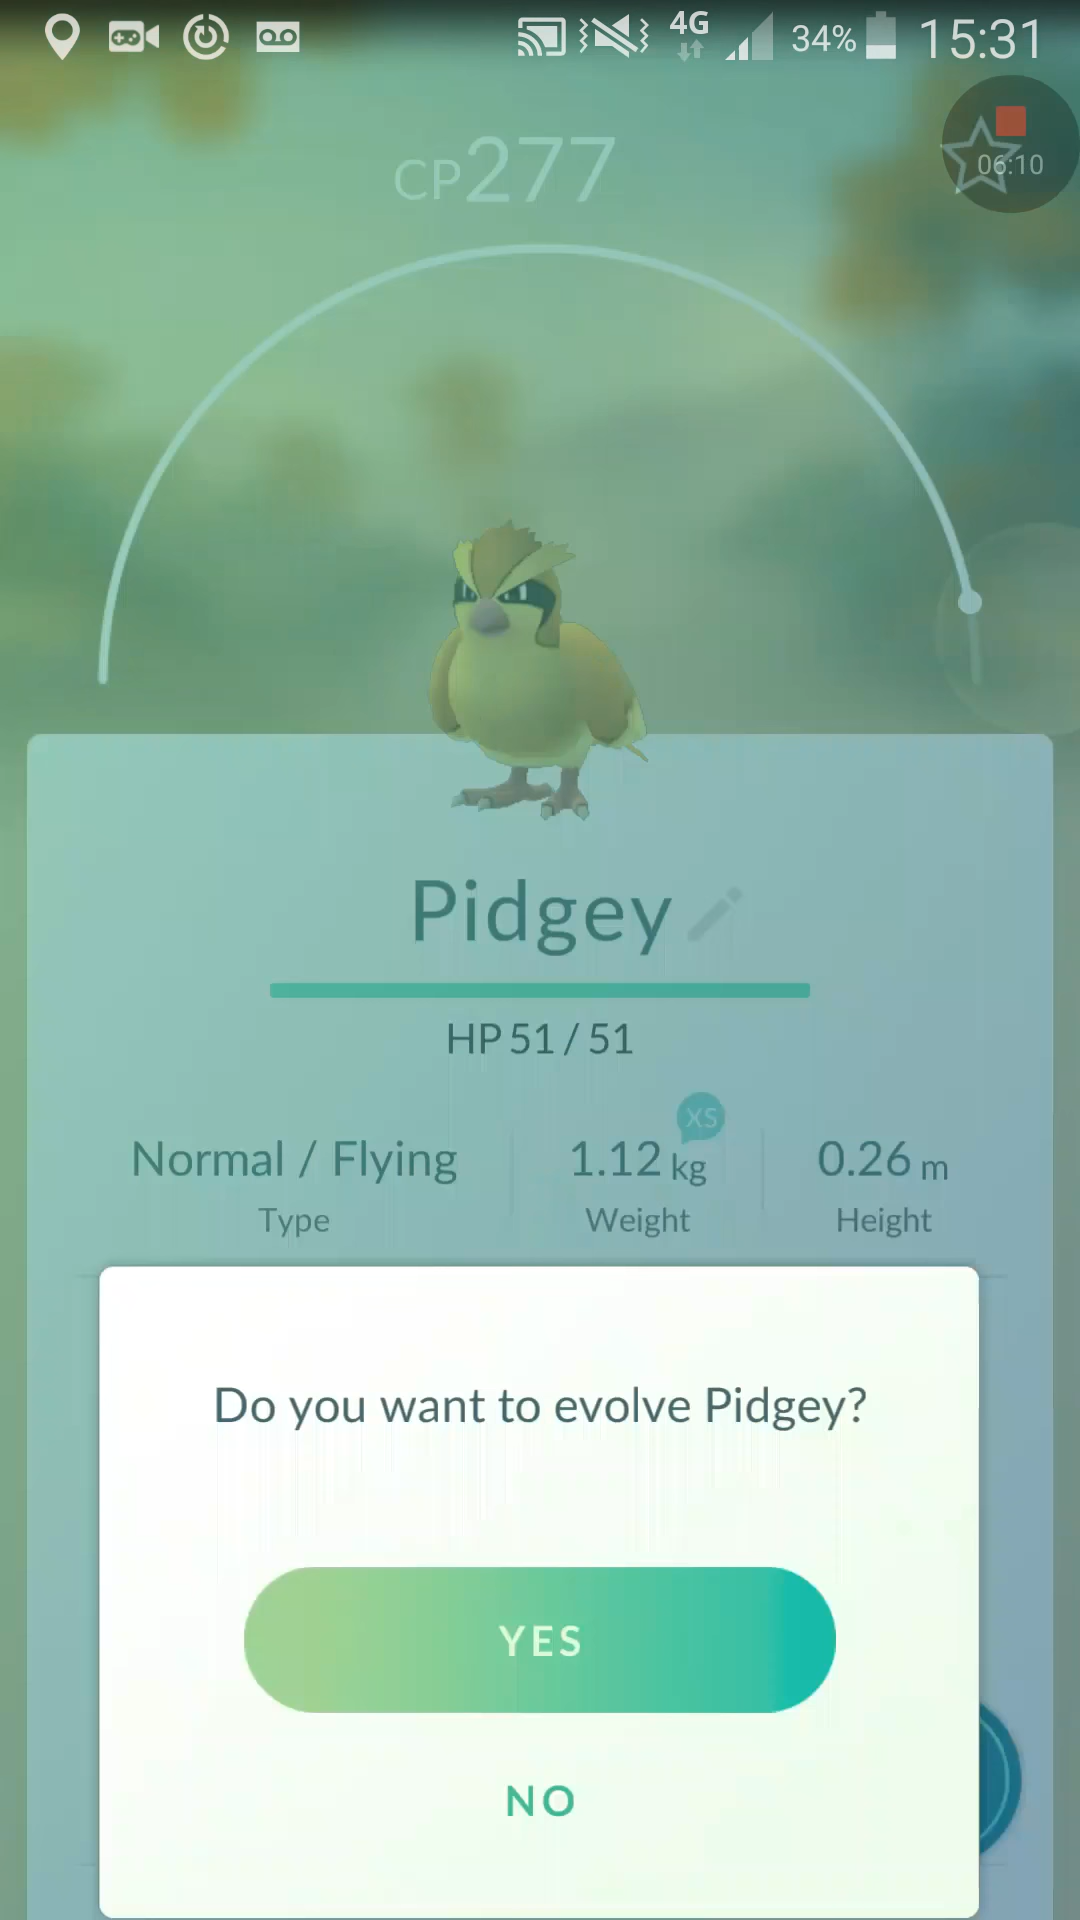 4G 34% 15:31
CP277
06:10
Pidgey
HP 51 / 51
XS
Normal / Flying 1.12 kg 0.26 m
Type Weight Height
Do you want to evolve Pidgey?
YES
NO